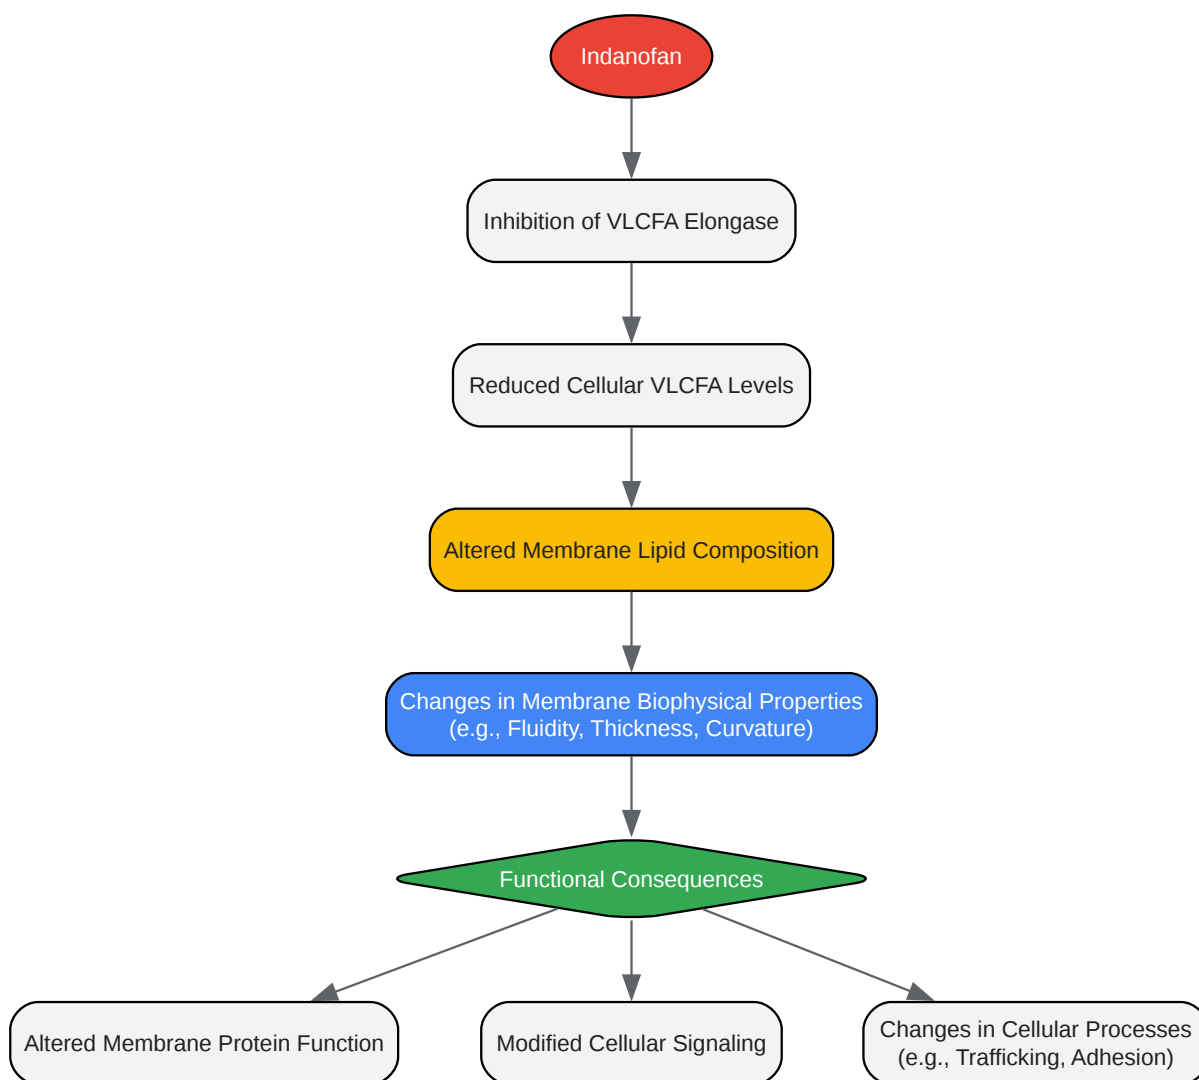 Indanofan
Inhibition of VLCFA Elongase
Reduced Cellular VLCFA Levels
Altered Membrane Lipid Composition
Changes in Membrane Biophysical Properties
(e.g., Fluidity, Thickness, Curvature)
Functional Consequences
Altered Membrane Protein Function
Modified Cellular Signaling
Changes in Cellular Processes
(e.g., Trafficking, Adhesion)